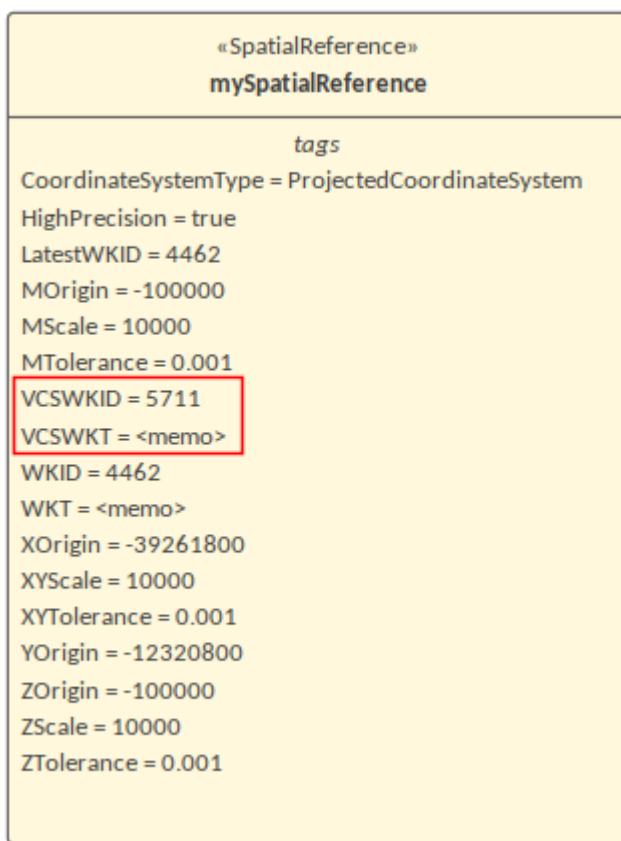 «SpatialReference»
mySpatialReference
tags
CoordinateSystemType = ProjectedCoordinateSystem
HighPrecision = true
LatestWKID = 4462
MOrigin = -100000
MScale = 10000
MTolerance = 0.001
VCSWKID = 5711
VCSWKT = <memo>
WKID = 4462
WKT = <memo>
XOrigin = -39261800
XYScale = 10000
XYTolerance = 0.001
YOrigin = -12320800
ZOrigin = -100000
ZScale = 10000
ZTolerance = 0.001